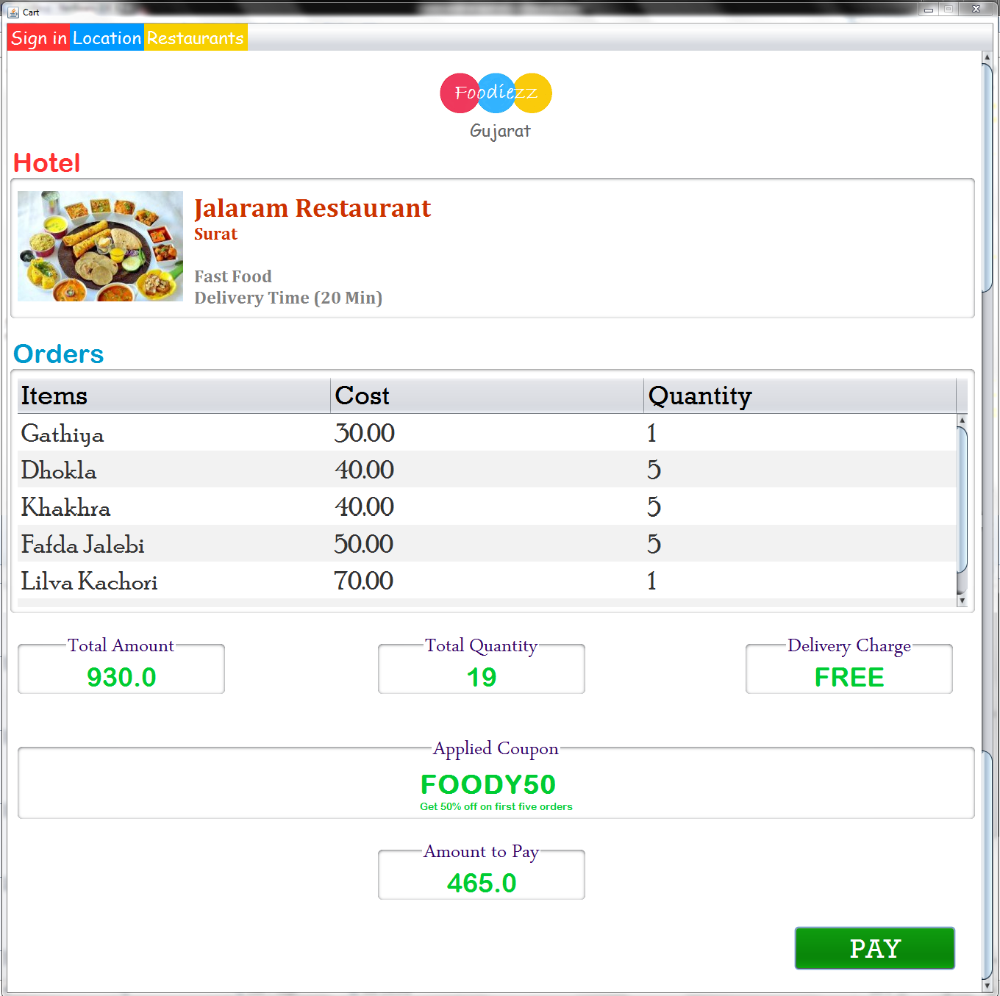 Cart
Sign in Location Restaurants
Foodiezz
Gujarat
Hotel
Jalaram Restaurant
Surat
Fast Food
Delivery Time (20 Min)
Orders
Items Cost Quantity
Gathiya 30.00 1
Dhokla 40.00 5
Khakhra 40.00 5
Fafda Jalebi 50.00 5
Lilva Kachori 70.00 1
Total Amount Total Quantity Delivery Charge
930.0 19 FREE
Applied Coupon
FOODY50
Get 50% off on first five orders
Amount to Pay
465.0
PAY